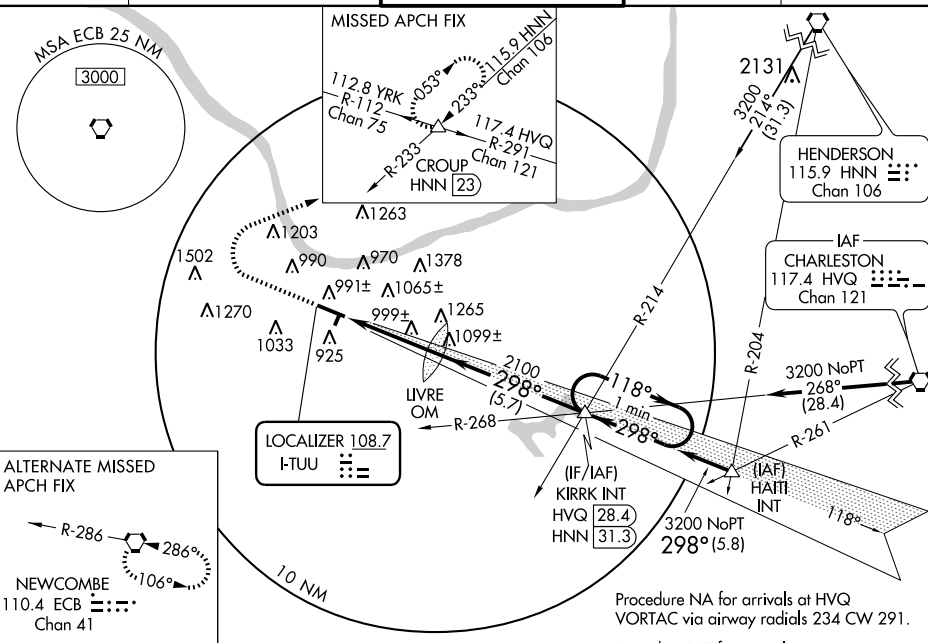 MSA ECB 25 NM
3000
MISSED APCH FIX
115.9 HNN
Chan 106
053°
233°
112.8 YRK
R-112
Chan 75
117.4 HVQ
R-291
Chan 121
R-233
CROUP
HNN 23
2131
3200
214°
(31.3)
HENDERSON
115.9 HNN
Chan 106
IAF
CHARLESTON
117.4 HVQ
Chan 121
1263
1203
1502
990
970
1378
991±
1065±
1270
999±
1265
1033
925
1099±
R-214
R-204
2100
298°
(5.7)
LIVRE
OM
118°
1 min
298°
3200 NoPT
268°
(28.4)
R-268
R-261
LOCALIZER 108.7
I-TUU
(IF/IAF)
KIRRK INT
HVQ 28.4
HNN 31.3
(IAF)
HAITI
INT
3200 NoPT
298° (5.8)
118°
ALTERNATE MISSED
APCH FIX
R-286
286°
106°
NEWCOMBE
110.4 ECB
Chan 41
10 NM
Procedure NA for arrivals at HVQ
VORTAC via airway radials 234 CW 291.